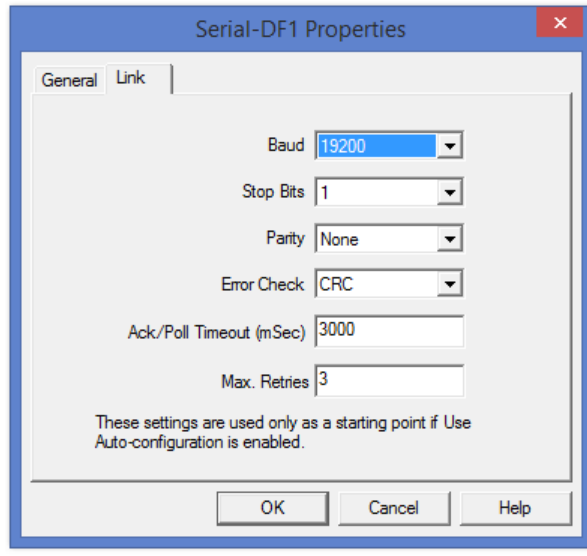 Serial-DF1 Properties
General Link
Baud 19200
Stop Bits 1
Parity None
Error Check CRC
Ack/Poll Timeout (mSec) 3000
Max. Retries 3
These settings are used only as a starting point if Use
Auto-configuration is enabled.
OK Cancel Help